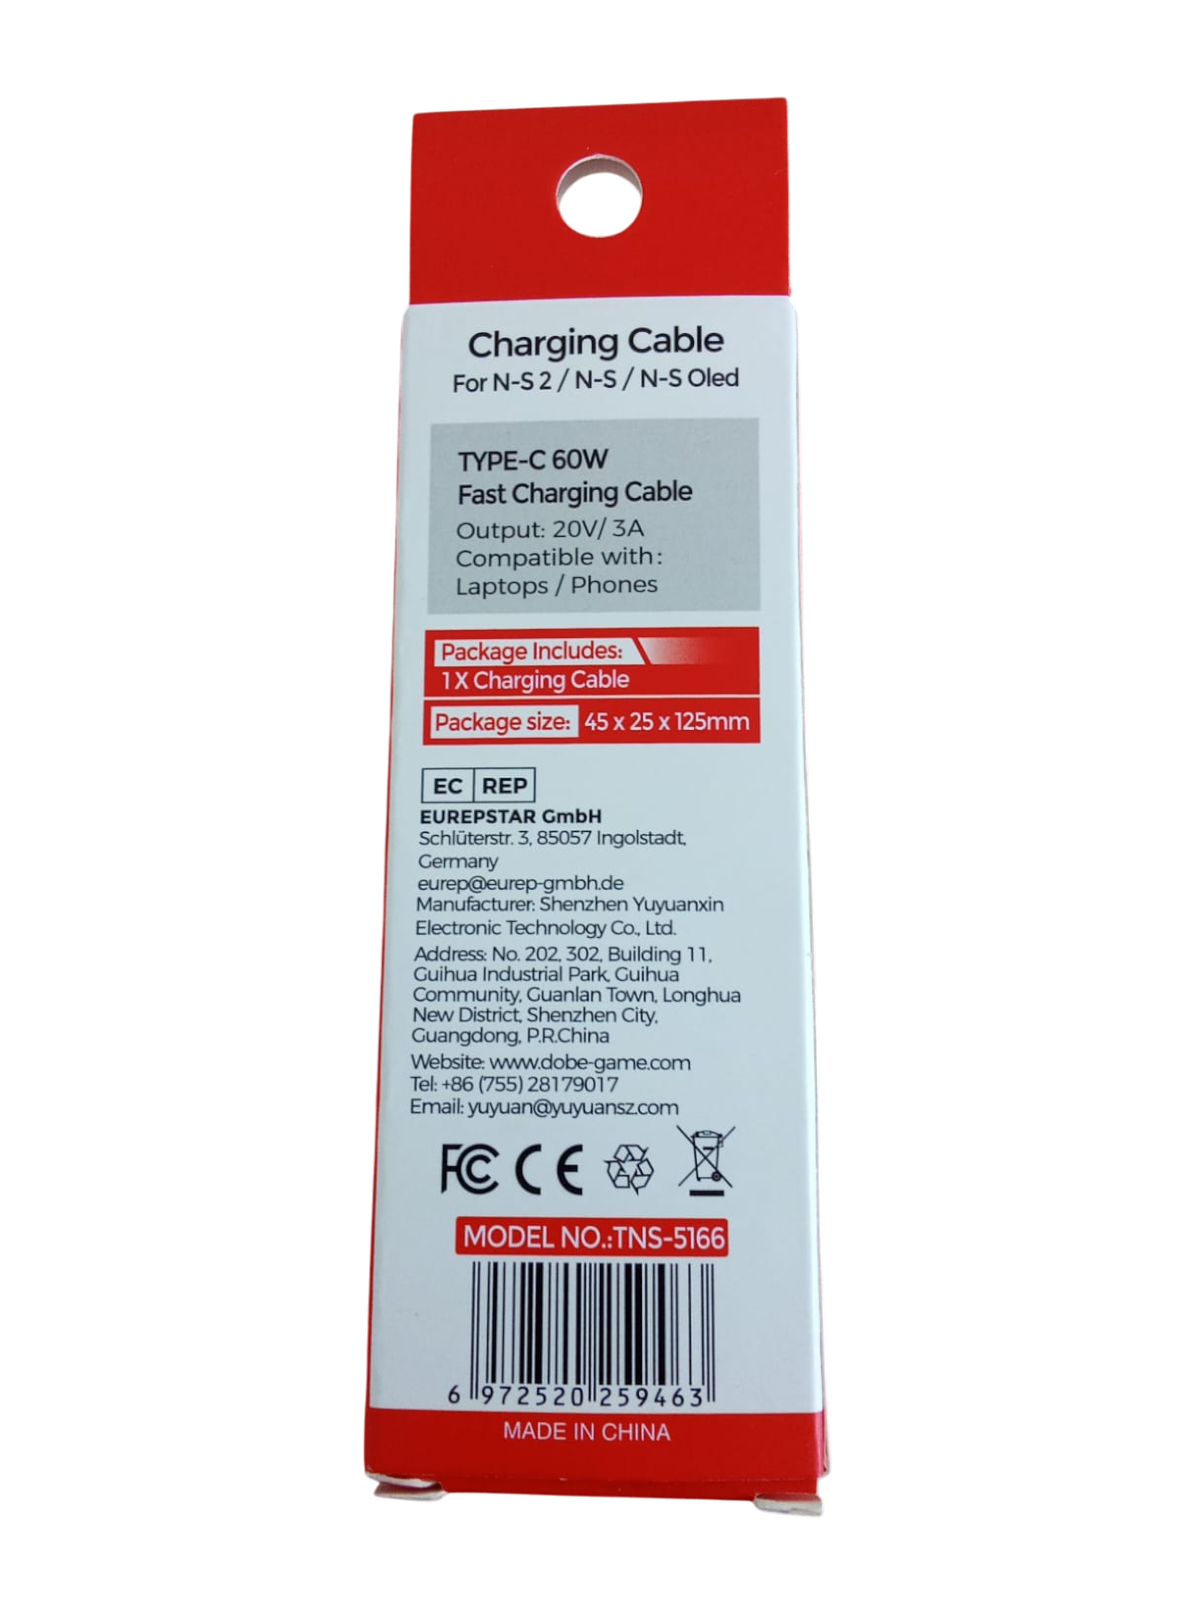 Charging Cable
For N-S 2 / N-S / N-S Oled
TYPE-C 60W
Fast Charging Cable
Output: 20V/ 3A
Compatible with:
Laptops / Phones
Package Includes:
1 X Charging Cable
Package size: 45 x 25 x 125mm
EC REP
EUREPSTAR GmbH
Schlüterstr. 3, 85057 Ingolstadt,
Germany
eurep@eurep-gmbh.de
Manufacturer: Shenzhen Yuyuanxin
Electronic Technology Co., Ltd.
Address: No. 202, 302, Building 11,
Guihua Industrial Park, Guihua
Community, Guanlan Town, Longhua
New District, Shenzhen City,
Guangdong, P.R.China
Website: www.dobe-game.com
Tel: +86 (755) 28179017
Email: yuyuan@yuyuansz.com
FC CE
MODEL NO.:TNS-5166
6 972520 259463
MADE IN CHINA